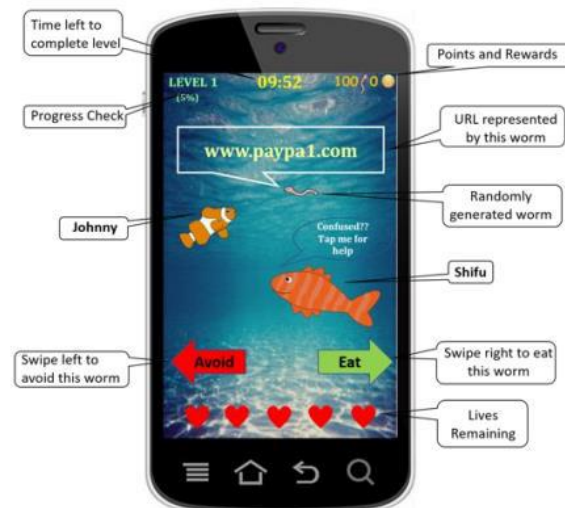 Time left to
complete level
Points and Rewards
LEVEL 1
09:52
100 / 0
(5%)
Progress Check
URL represented
by this worm
www.paypa1.com
Randomly
generated worm
Johnny
Confused??
Tap me for
help
Shifu
Swipe left to
avoid this worm
Avoid
Eat
Swipe right to eat
this worm
Lives
Remaining